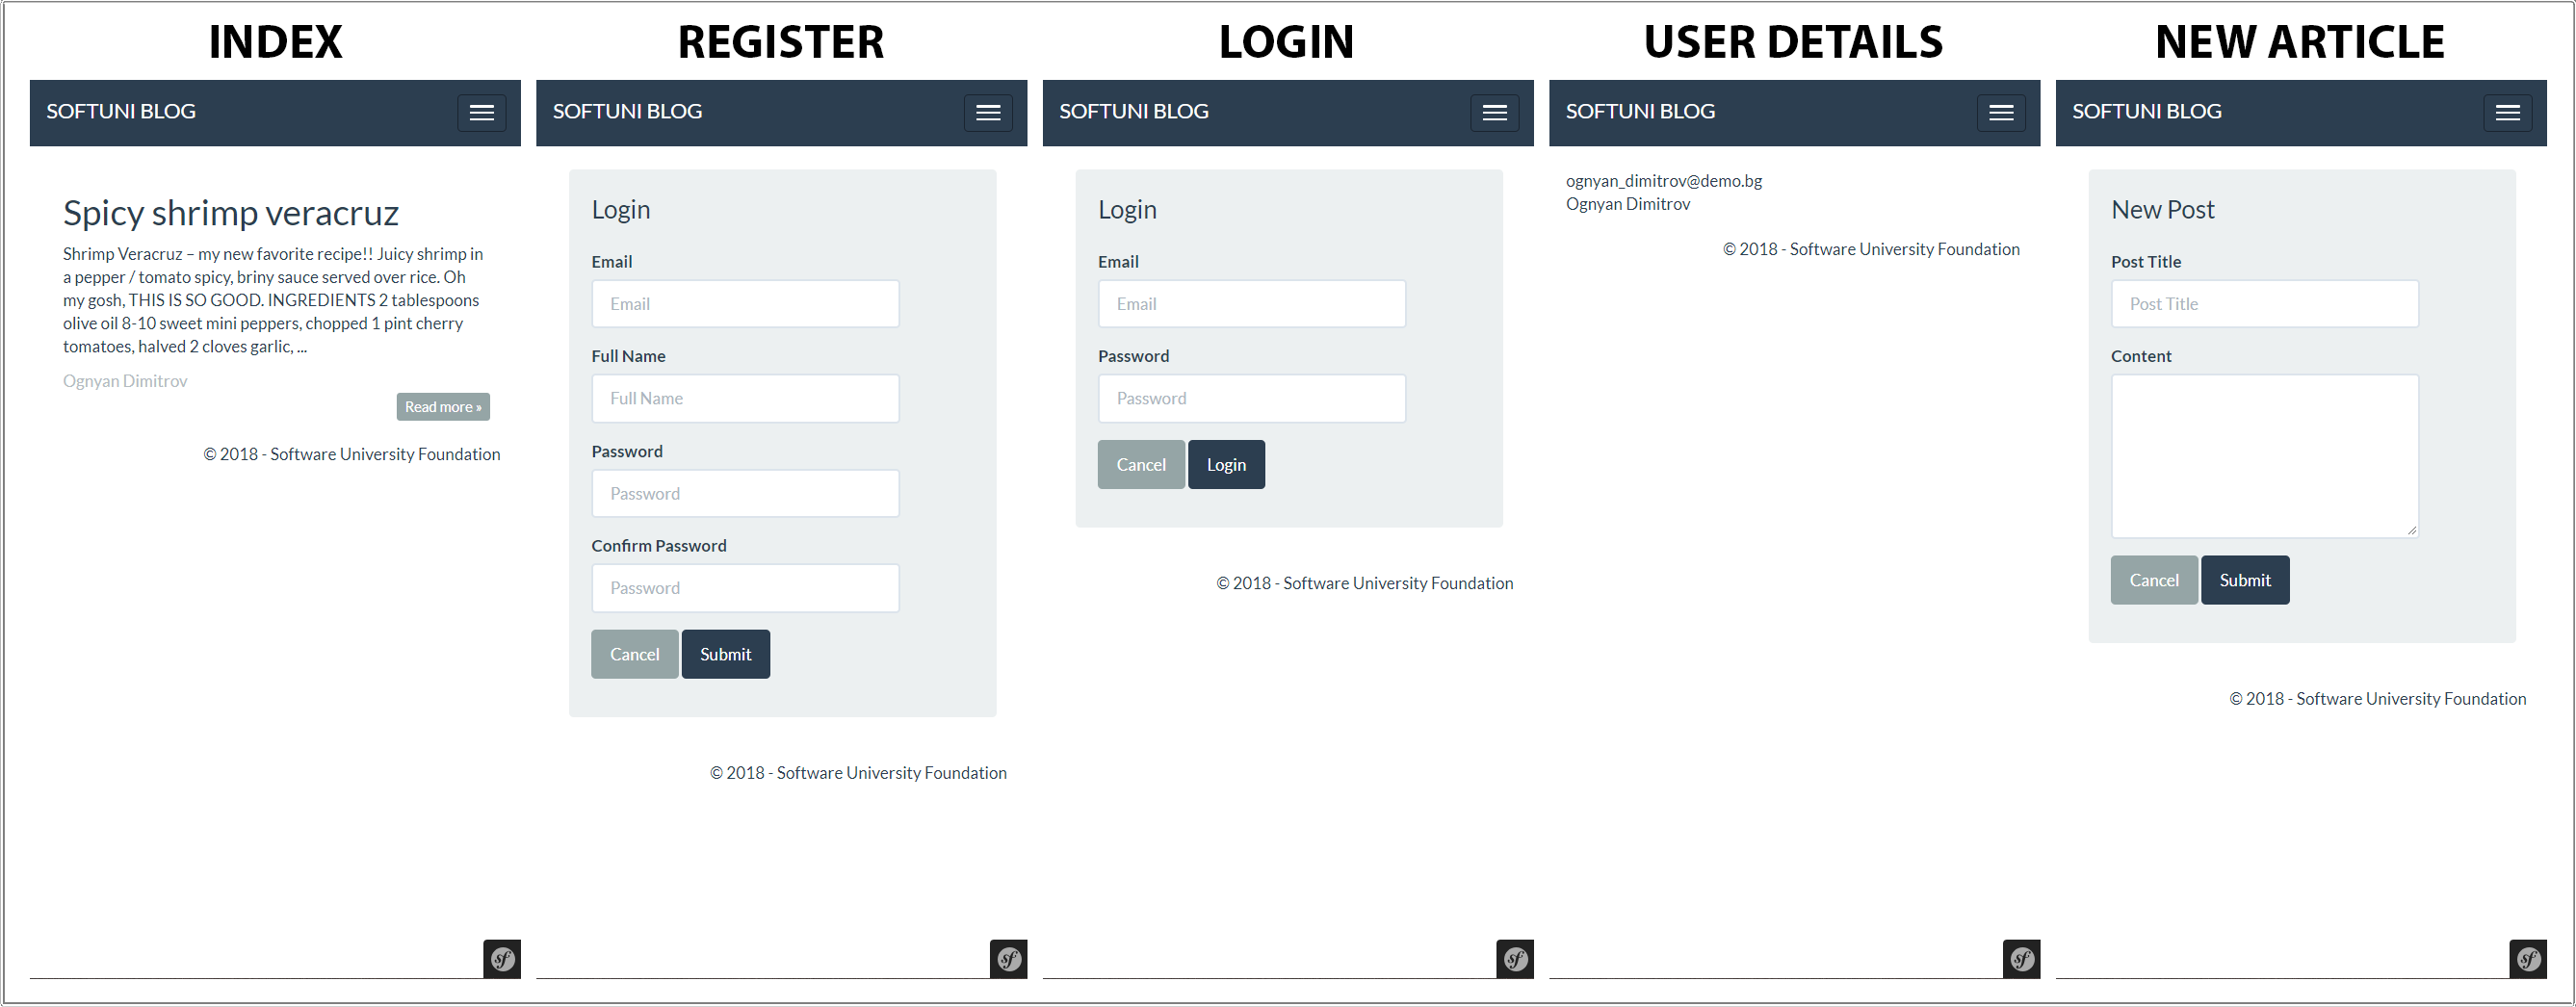 INDEX
SOFTUNI BLOG
Spicy shrimp veracruz
Shrimp Veracruz – my new favorite recipe!! Juicy shrimp in
a pepper / tomato spicy, briny sauce served over rice. Oh
my gosh, THIS IS SO GOOD. INGREDIENTS 2 tablespoons
olive oil 8-10 sweet mini peppers, chopped 1 pint cherry
tomatoes, halved 2 cloves garlic, ...
Ognyan Dimitrov
Read more »
© 2018 - Software University Foundation
sf
REGISTER
SOFTUNI BLOG
Login
Email
Email
Full Name
Full Name
Password
Password
Confirm Password
Password
Cancel
Submit
© 2018 - Software University Foundation
sf
LOGIN
SOFTUNI BLOG
Login
Email
Email
Password
Password
Cancel
Login
© 2018 - Software University Foundation
sf
USER DETAILS
SOFTUNI BLOG
ognyan_dimitrov@demo.bg
Ognyan Dimitrov
© 2018 - Software University Foundation
sf
NEW ARTICLE
SOFTUNI BLOG
New Post
Post Title
Post Title
Content
Cancel
Submit
© 2018 - Software University Foundation
sf